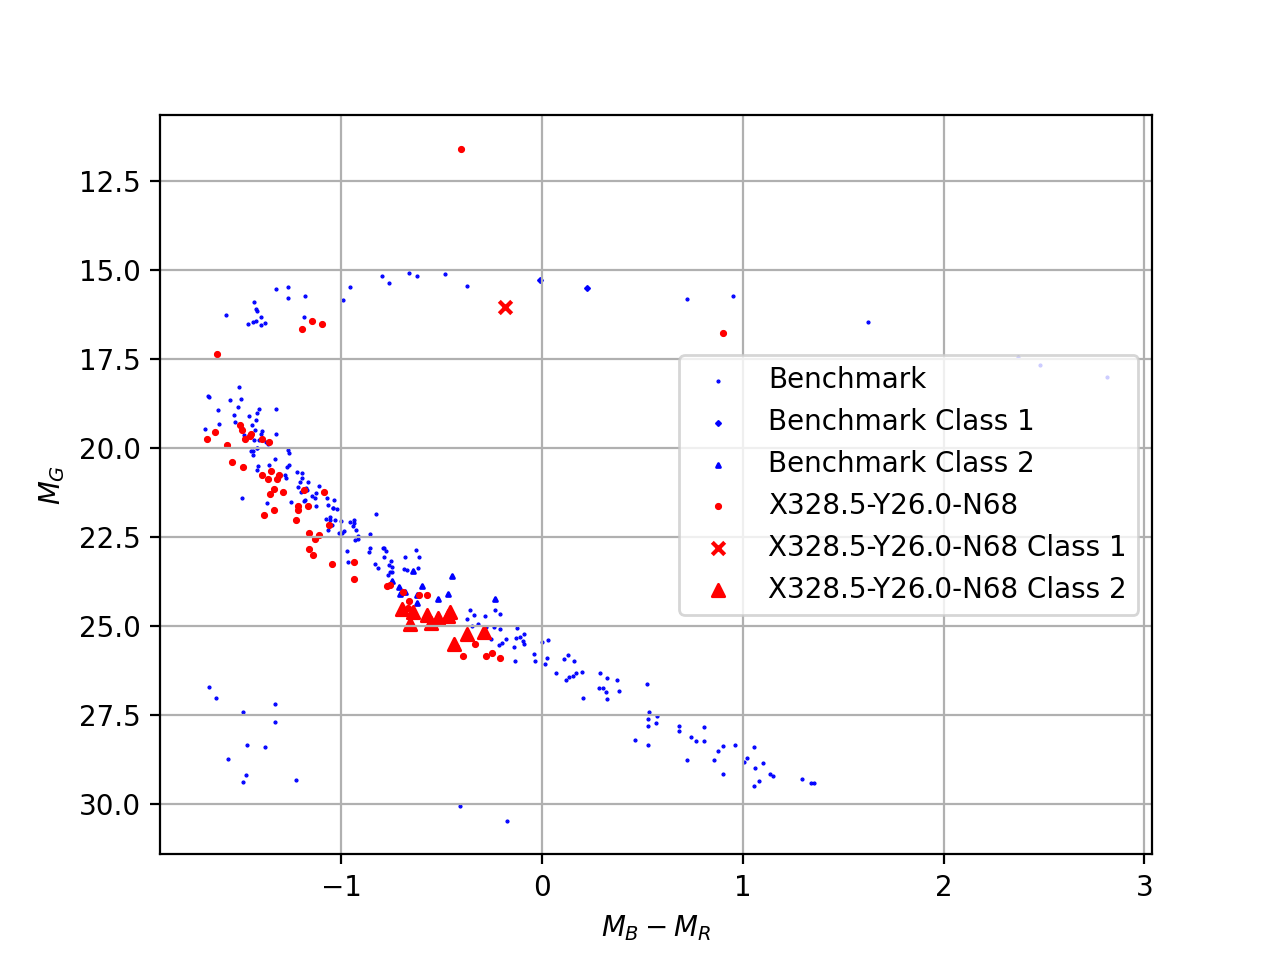 12.5
15.0
17.5
20.0
22.5
25.0
27.5
30.0
−1
0
1
2
3
M_G
M_B − M_R
Benchmark
Benchmark Class 1
Benchmark Class 2
X328.5-Y26.0-N68
X328.5-Y26.0-N68 Class 1
X328.5-Y26.0-N68 Class 2